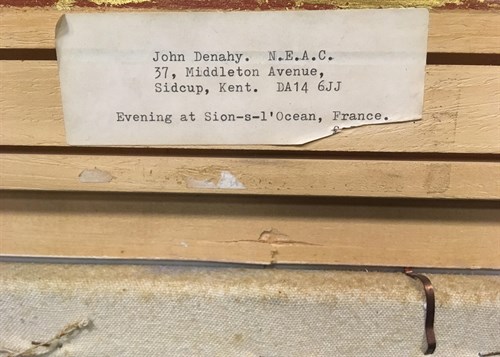 John Denahy. N.E.A.C.
37, Middleton Avenue,
Sidcup, Kent. DA14 6JJ
Evening at Sion-s-l'Ocean, France.